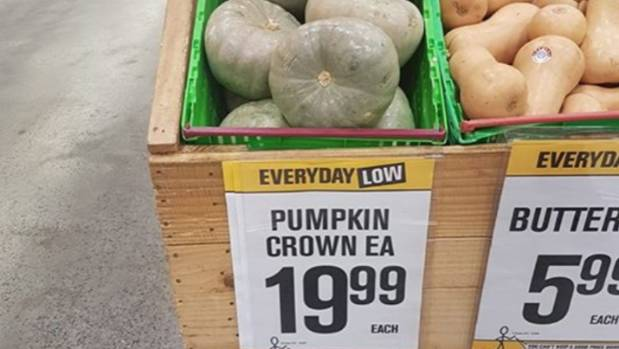 EVERYDAY LOW
PUMPKIN
CROWN EA
1999
EACH
EVERYDA
BUTTER
599
EACH